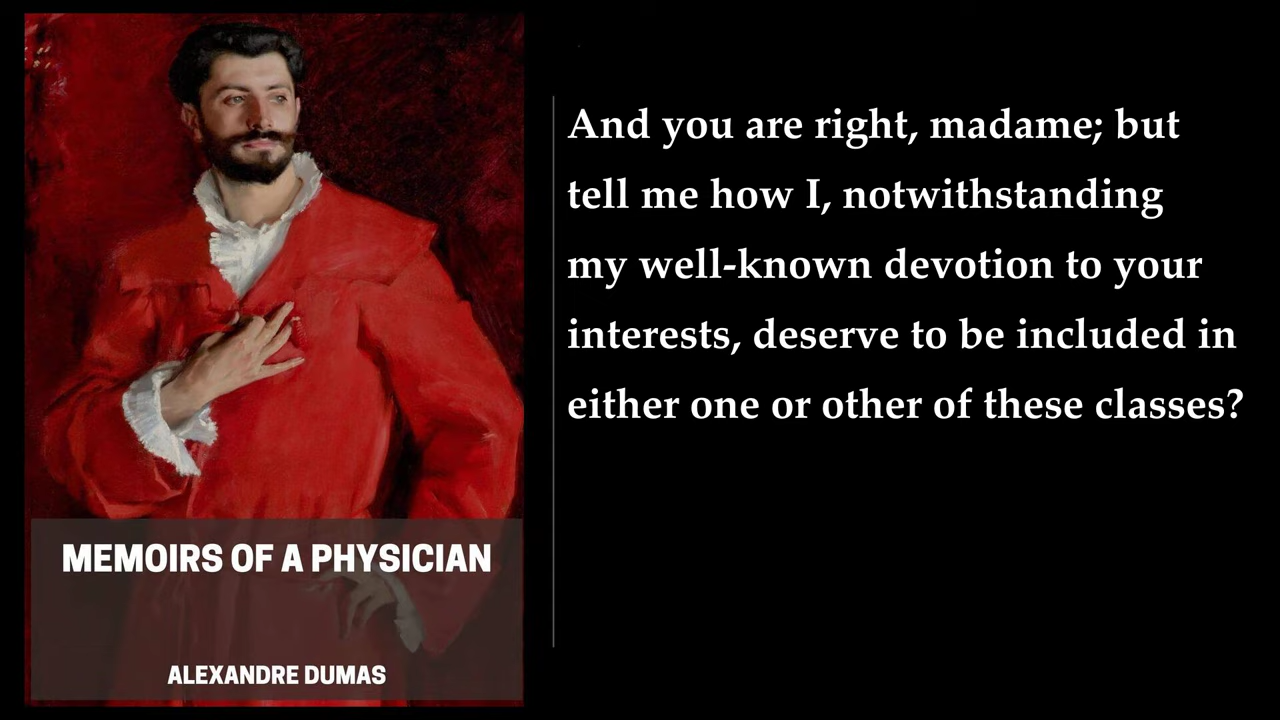 And you are right, madame; but
tell me how I, notwithstanding
my well-known devotion to your
interests, deserve to be included in
either one or other of these classes?
MEMOIRS OF A PHYSICIAN
ALEXANDRE DUMAS